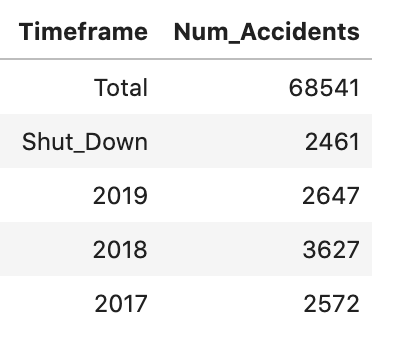 Timeframe Num_Accidents
Total 68541
Shut_Down 2461
2019 2647
2018 3627
2017 2572